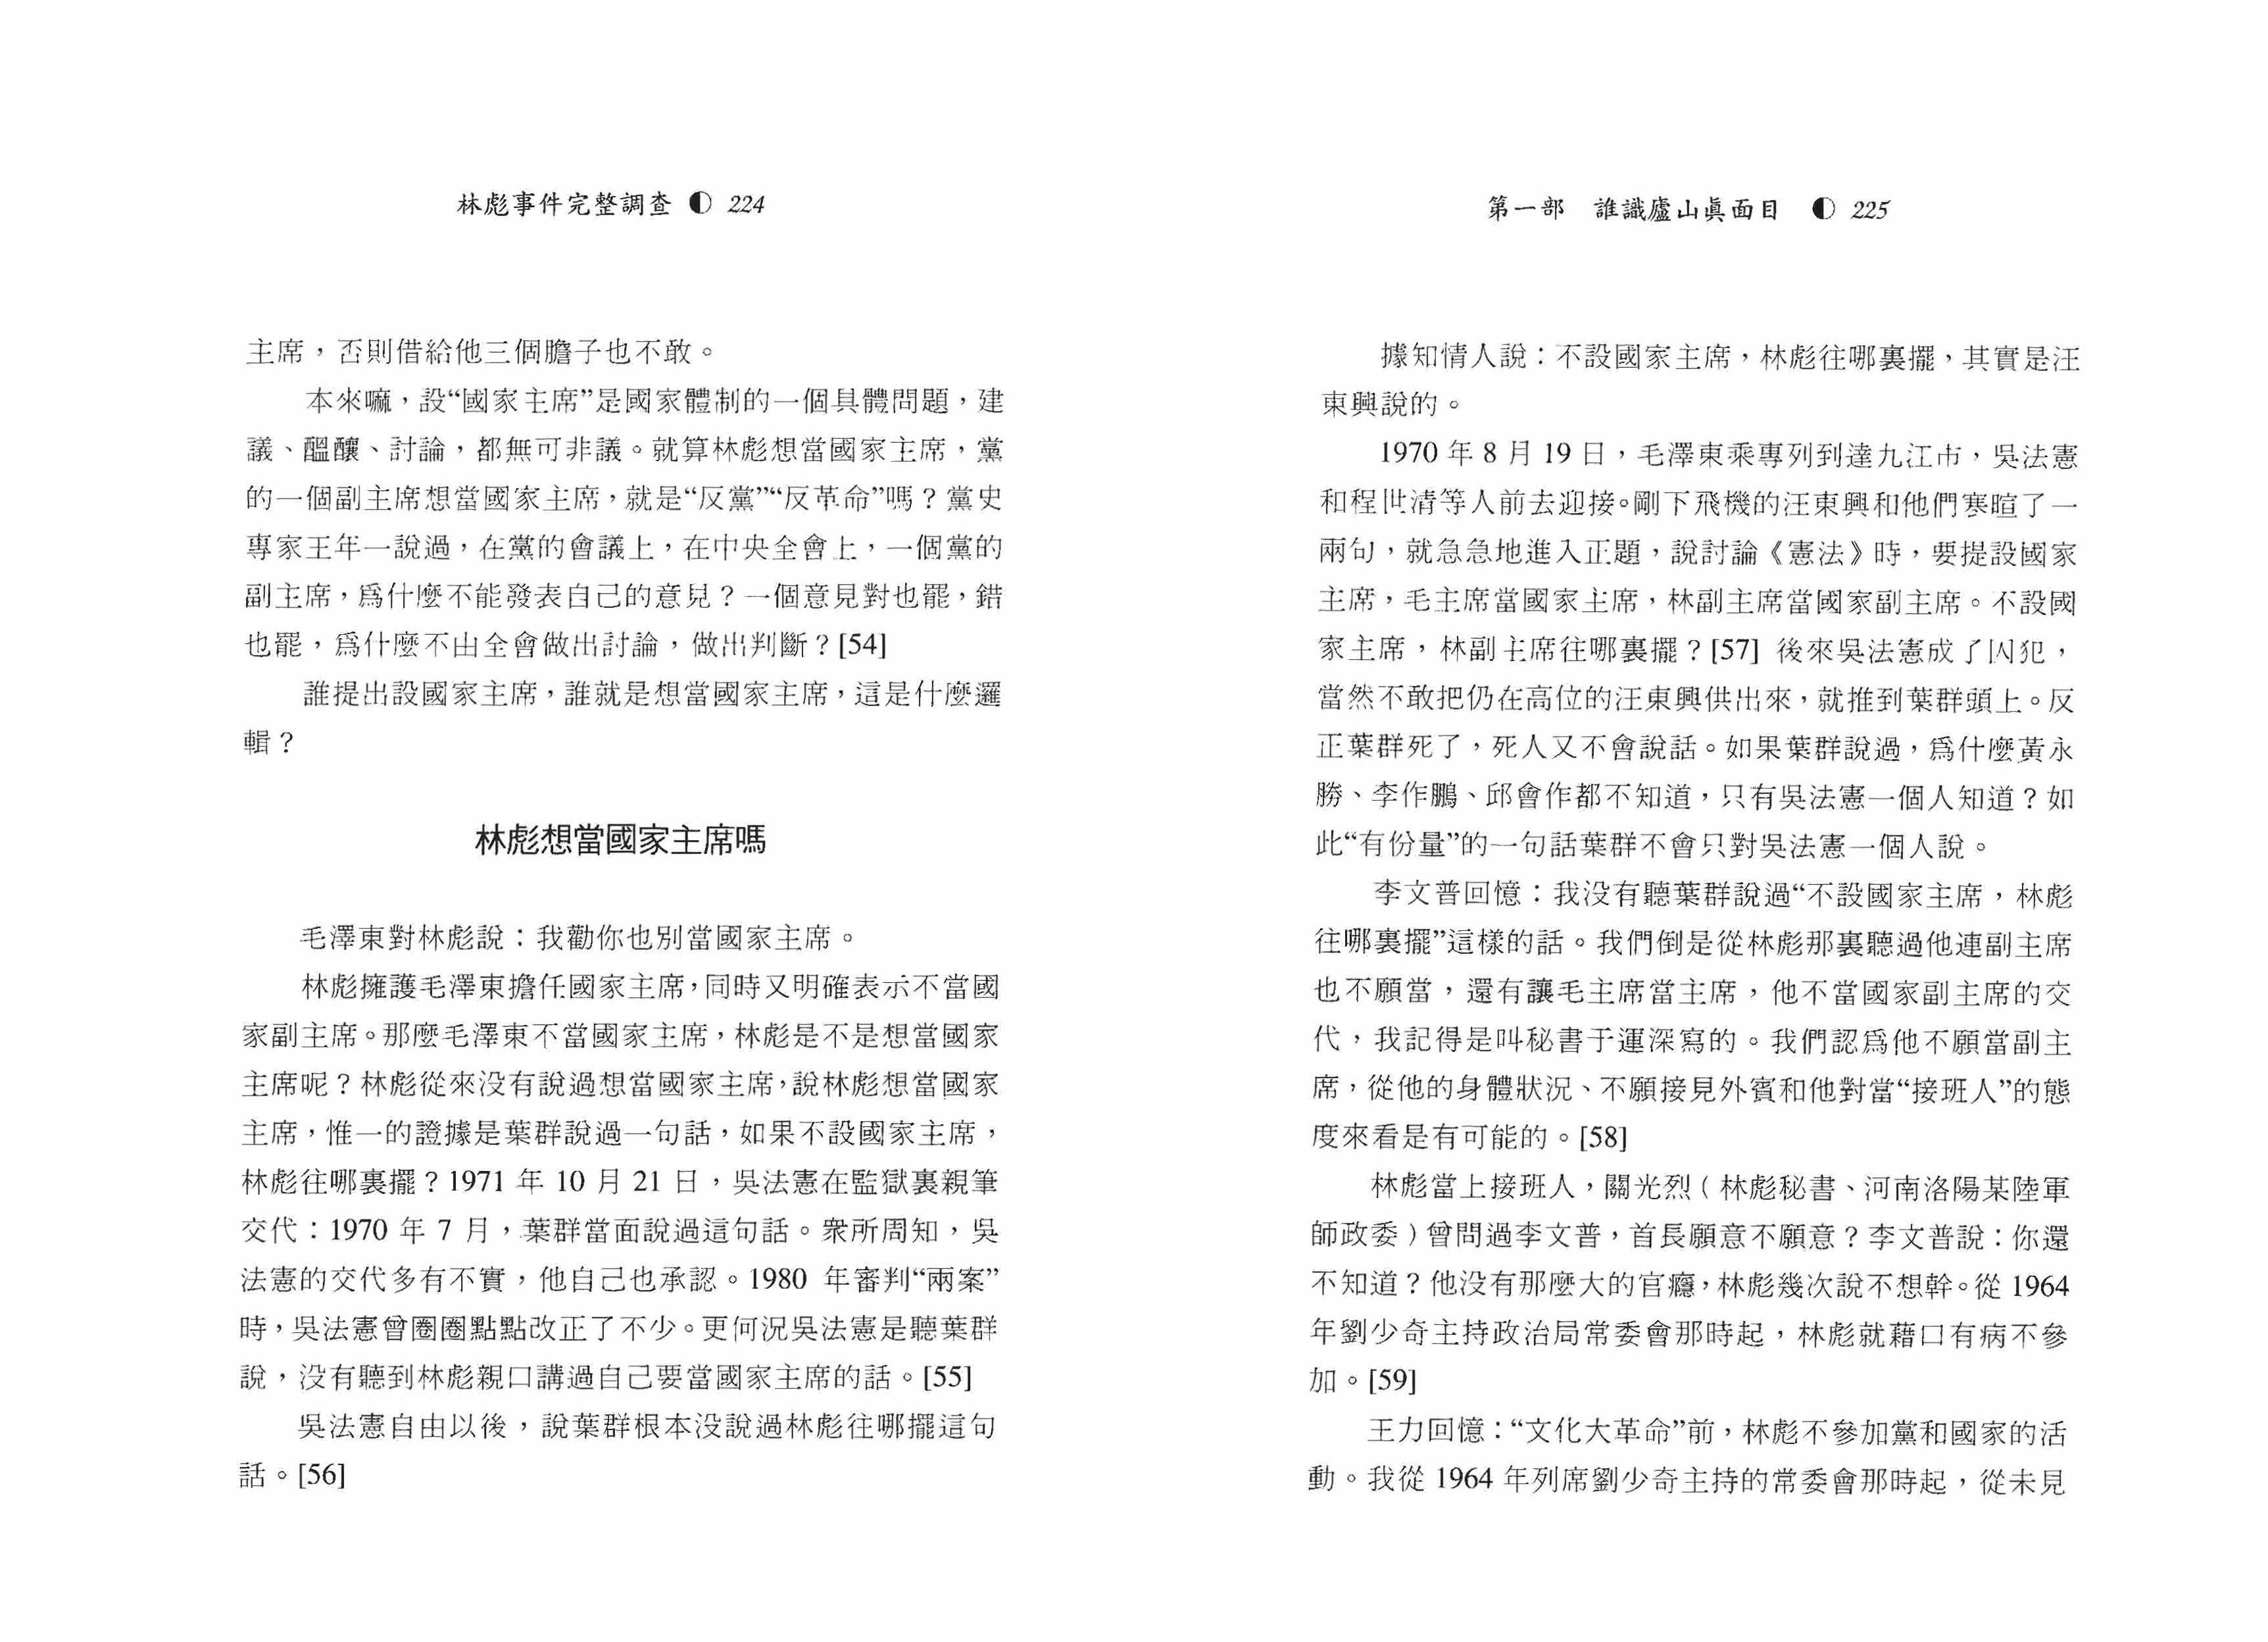 林彪事件完整調查 ◐ 224
主席，否則借給他三個膽子也不敢。
本來嘛，設“國家主席”是國家體制的一個具體問題，建
議、醞釀、討論，都無可非議。就算林彪想當國家主席，黨
的一個副主席想當國家主席，就是“反黨”“反革命”嗎？黨史
專家王年一說過，在黨的會議上，在中央全會上，一個黨的
副主席，爲什麼不能發表自己的意見？一個意見對也罷，錯
也罷，爲什麼不由全會做出討論，做出判斷？[54]
誰提出設國家主席，誰就是想當國家主席，這是什麼邏
輯？
林彪想當國家主席嗎
毛澤東對林彪說：我勸你也別當國家主席。
林彪擁護毛澤東擔任國家主席，同時又明確表示不當國
家副主席。那麼毛澤東不當國家主席，林彪是不是想當國家
主席呢？林彪從來没有說過想當國家主席，說林彪想當國家
主席，惟一的證據是葉群說過一句話，如果不設國家主席，
林彪往哪裏擺？1971 年 10 月 21 日，吳法憲在監獄裏親筆
交代：1970 年 7 月，葉群當面說過這句話。衆所周知，吳
法憲的交代多有不實，他自己也承認。1980 年審判“兩案”
時，吳法憲曾圈圈點點改正了不少。更何況吳法憲是聽葉群
說，没有聽到林彪親口講過自己要當國家主席的話。[55]
吳法憲自由以後，說葉群根本没說過林彪往哪擺這句
話。[56]
第一部　誰識廬山眞面目 ◐ 225
據知情人說：不設國家主席，林彪往哪裏擺，其實是汪
東興說的。
1970 年 8 月 19 日，毛澤東乘專列到達九江市，吳法憲
和程世清等人前去迎接。剛下飛機的汪東興和他們寒暄了一
兩句，就急急地進入正題，說討論《憲法》時，要提設國家
主席，毛主席當國家主席，林副主席當國家副主席。不設國
家主席，林副主席往哪裏擺？[57] 後來吳法憲成了囚犯，
當然不敢把仍在高位的汪東興供出來，就推到葉群頭上。反
正葉群死了，死人又不會說話。如果葉群說過，爲什麼黃永
勝、李作鵬、邱會作都不知道，只有吳法憲一個人知道？如
此“有份量”的一句話葉群不會只對吳法憲一個人說。
李文普回憶：我没有聽葉群說過“不設國家主席，林彪
往哪裏擺”這樣的話。我們倒是從林彪那裏聽過他連副主席
也不願當，還有讓毛主席當主席，他不當國家副主席的交
代，我記得是叫秘書于運深寫的。我們認爲他不願當副主
席，從他的身體狀況、不願接見外賓和他對當“接班人”的態
度來看是有可能的。[58]
林彪當上接班人，關光烈（林彪秘書、河南洛陽某陸軍
師政委）曾問過李文普，首長願意不願意？李文普說：你還
不知道？他没有那麼大的官癮，林彪幾次說不想幹。從 1964
年劉少奇主持政治局常委會那時起，林彪就藉口有病不參
加。[59]
王力回憶：“文化大革命”前，林彪不參加黨和國家的活
動。我從 1964 年列席劉少奇主持的常委會那時起，從未見